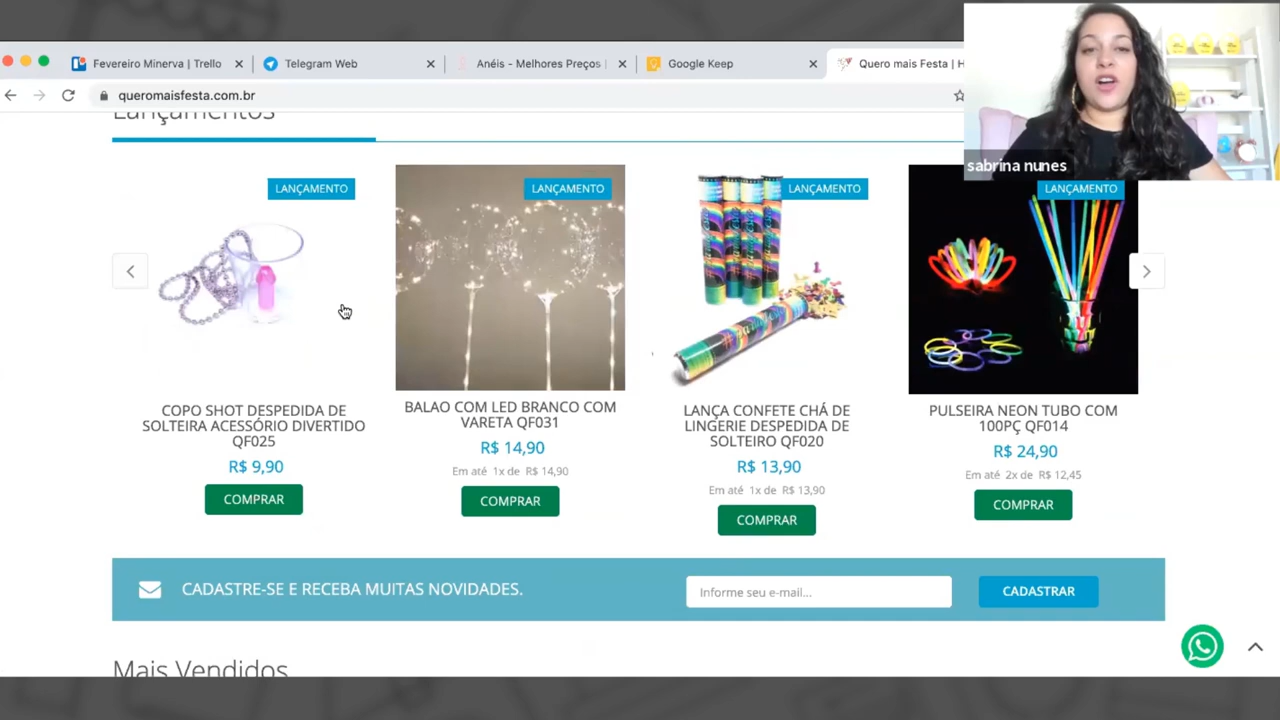 Fevereiro Minerva | Trello
Telegram Web
Anéis - Melhores Preços |
Google Keep
Quero mais Festa | H
queromaisfesta.com.br
sabrina nunes
Lançamentos
LANÇAMENTO
LANÇAMENTO
LANÇAMENTO
LANÇAMENTO
COPO SHOT DESPEDIDA DE
SOLTEIRA ACESSÓRIO DIVERTIDO
QF025
R$ 9,90
COMPRAR
BALAO COM LED BRANCO COM
VARETA QF031
R$ 14,90
Em até 1x de R$ 14,90
COMPRAR
LANÇA CONFETE CHÁ DE
LINGERIE DESPEDIDA DE
SOLTEIRO QF020
R$ 13,90
Em até 1x de R$ 13,90
COMPRAR
PULSEIRA NEON TUBO COM
100PÇ QF014
R$ 24,90
Em até 2x de R$ 12,45
COMPRAR
CADASTRE-SE E RECEBA MUITAS NOVIDADES.
Informe seu e-mail...
CADASTRAR
Mais Vendidos